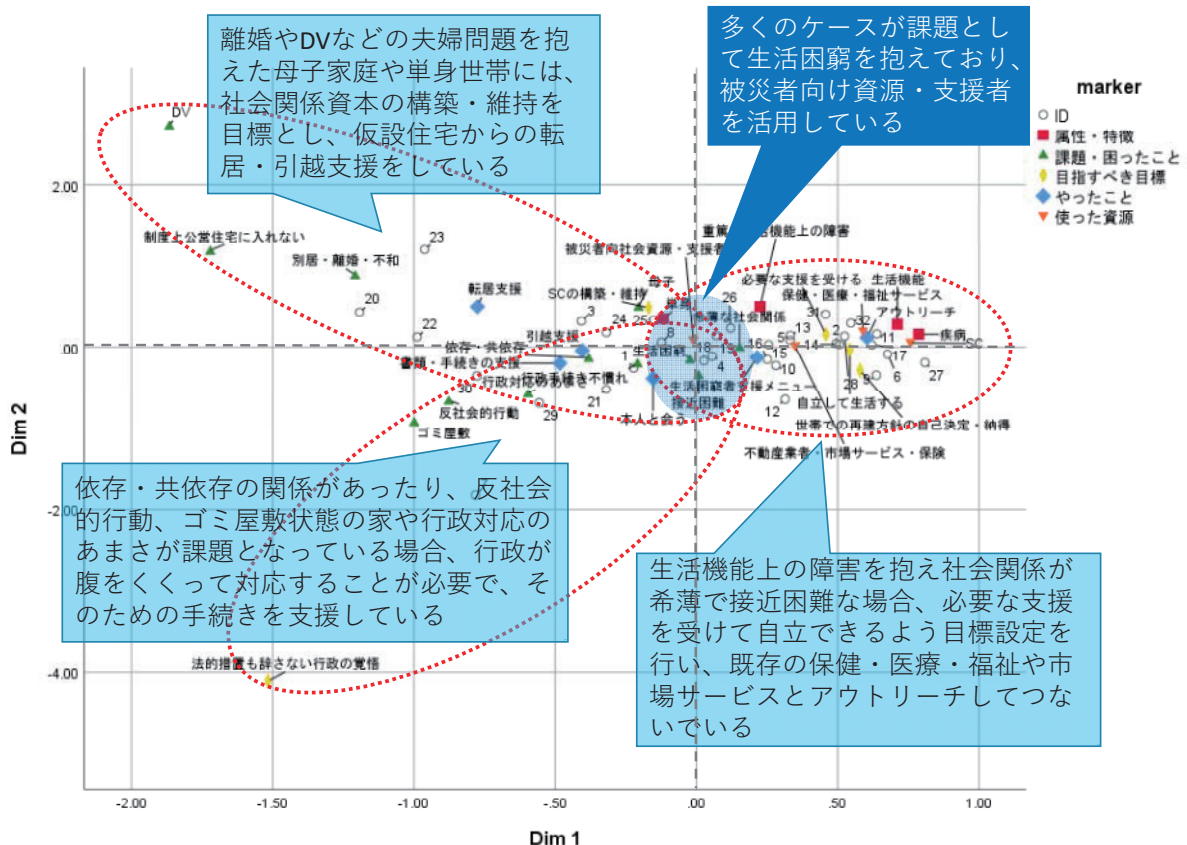 離婚やDVなどの夫婦問題を抱
えた母子家庭や単身世帯には、
社会関係資本の構築・維持を
目標とし、仮設住宅からの転
居・引越支援をしている
多くのケースが課題とし
て生活困窮を抱えており、
被災者向け資源・支援者
を活用している
marker
ID
属性・特徴
課題・困ったこと
目指すべき目標
やったこと
使った資源
DV
2.00
制度上公営住宅に入れない
23
別居・離婚・不和
被災者向社会資源・支援者
機能上の障害
転居支援
SCの構築・維持
母子
26
必要な支援を受ける
生活機能
保健・医療・福祉サービス
アウトリーチ
20
22
3
24
25
8
31
32
13
2
11
疾病
SC
引越支援
な社会関係
.00
依存・共依存
書類・手続きの支援
1
生活困窮
18
4
16
5
15
14
10
17
6
27
28
9
30
行政手続き不慣れ
生活困窮者支援メニュー
接近困難
反社会的行動
29
21
本人と会う
12
自立して生活する
ゴミ屋敷
世帯での再建方針の自己決定・納得
不動産業者・市場サービス・保険
Dim 2
依存・共依存の関係があったり、反社会
的行動、ゴミ屋敷状態の家や行政対応の
あまさが課題となっている場合、行政が
腹をくくって対応することが必要で、そ
のための手続きを支援している
-2.00
生活機能上の障害を抱え社会関係が
希薄で接近困難な場合、必要な支援
を受けて自立できるよう目標設定を
行い、既存の保健・医療・福祉や市
場サービスとアウトリーチしてつな
いでいる
法的措置も辞さない行政の覚悟
-4.00
-2.00
-1.50
-1.00
-.50
.00
.50
1.00
Dim 1